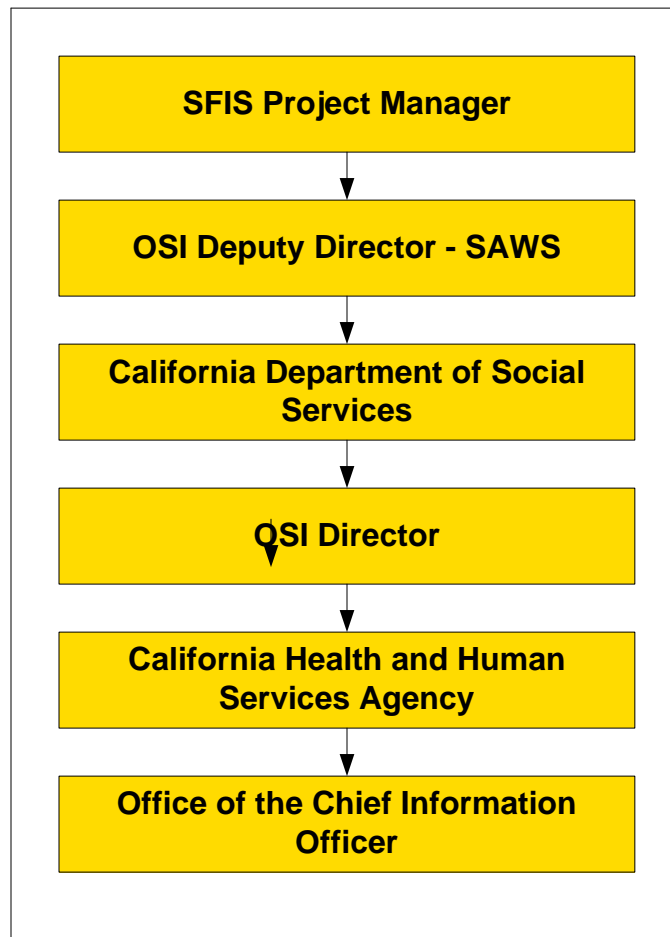 SFIS Project Manager
OSI Deputy Director - SAWS
California Department of Social
Services
OSI Director
California Health and Human
Services Agency
Office of the Chief Information
Officer